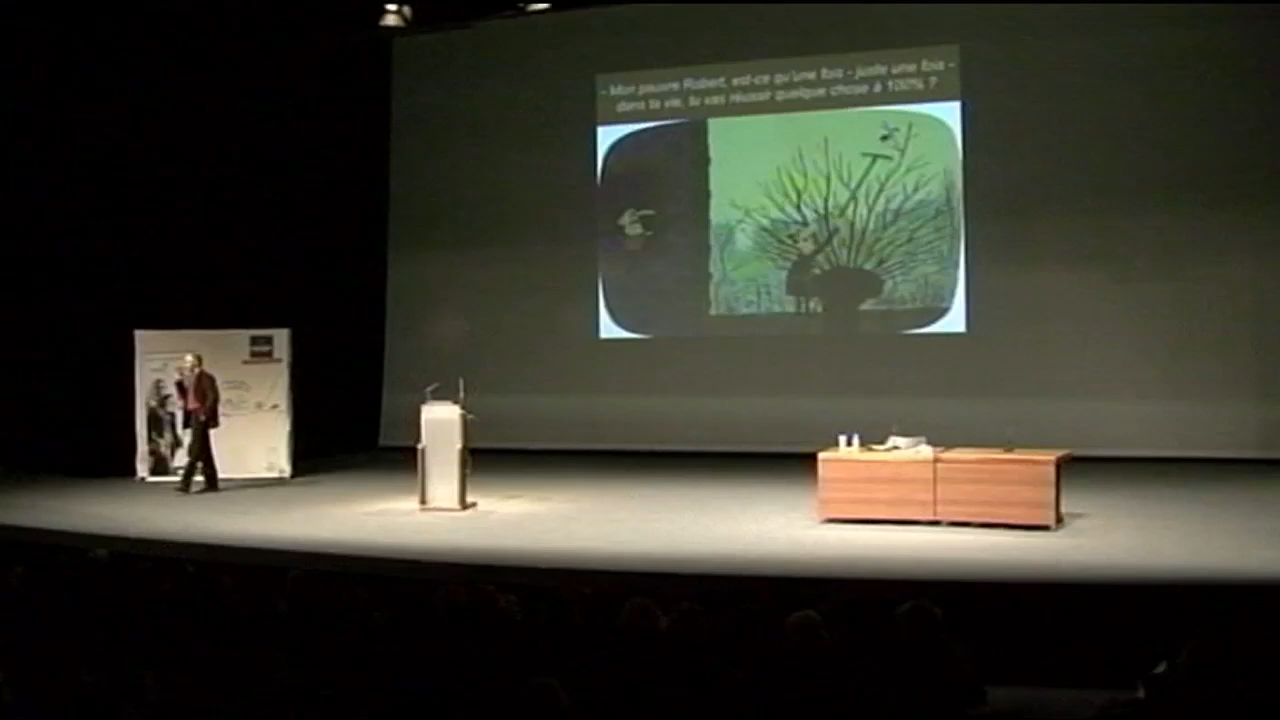 - Mon pauvre Robert, est-ce qu'une fois - juste une fois -
dans ta vie, tu vas réussir quelque chose à 100% ?